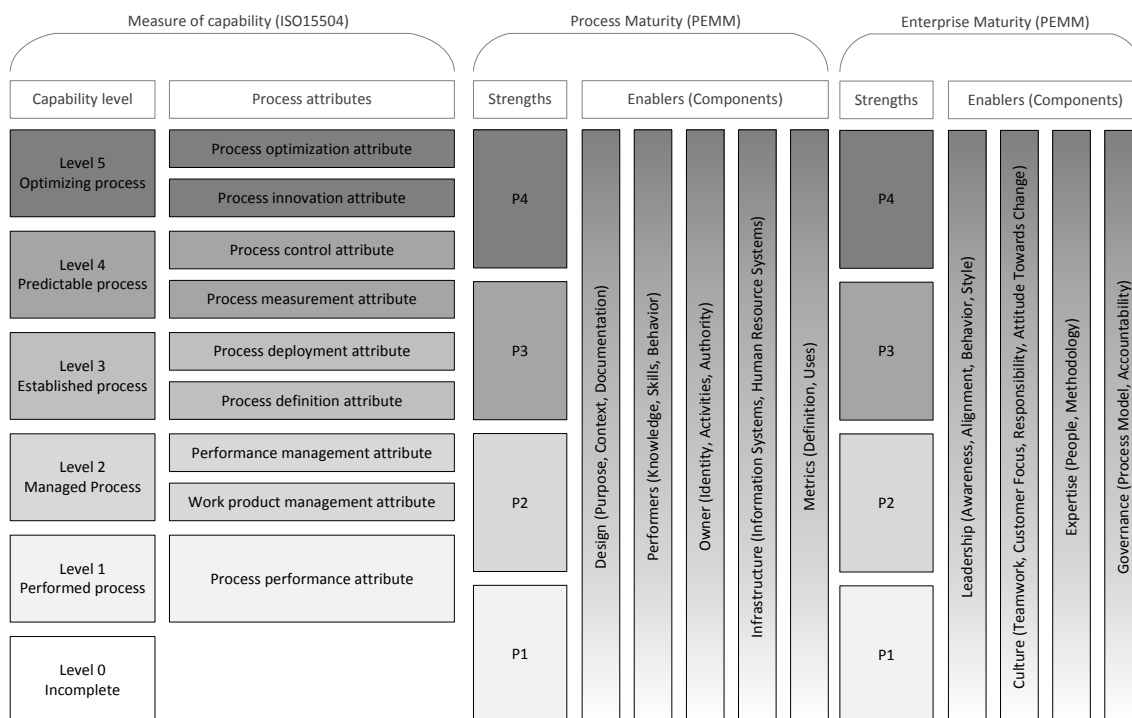 Measure of capability (ISO15504)
Process Maturity (PEMM)
Enterprise Maturity (PEMM)
Capability level
Process attributes
Strengths
Enablers (Components)
Strengths
Enablers (Components)
Level 5
Optimizing process
Process optimization attribute
Process innovation attribute
Level 4
Predictable process
Process control attribute
Process measurement attribute
Level 3
Established process
Process deployment attribute
Process definition attribute
Level 2
Managed Process
Performance management attribute
Work product management attribute
Level 1
Performed process
Process performance attribute
Level 0
Incomplete
P4
P3
P2
P1
Design (Purpose, Context, Documentation)
Performers (Knowledge, Skills, Behavior)
Owner (Identity, Activities, Authority)
Infrastructure (Information Systems, Human Resource Systems)
Metrics (Definition, Uses)
P4
P3
P2
P1
Leadership (Awareness, Alignment, Behavior, Style)
Culture (Teamwork, Customer Focus, Responsibility, Attitude Towards Change)
Expertise (People, Methodology)
Governance (Process Model, Accountability)